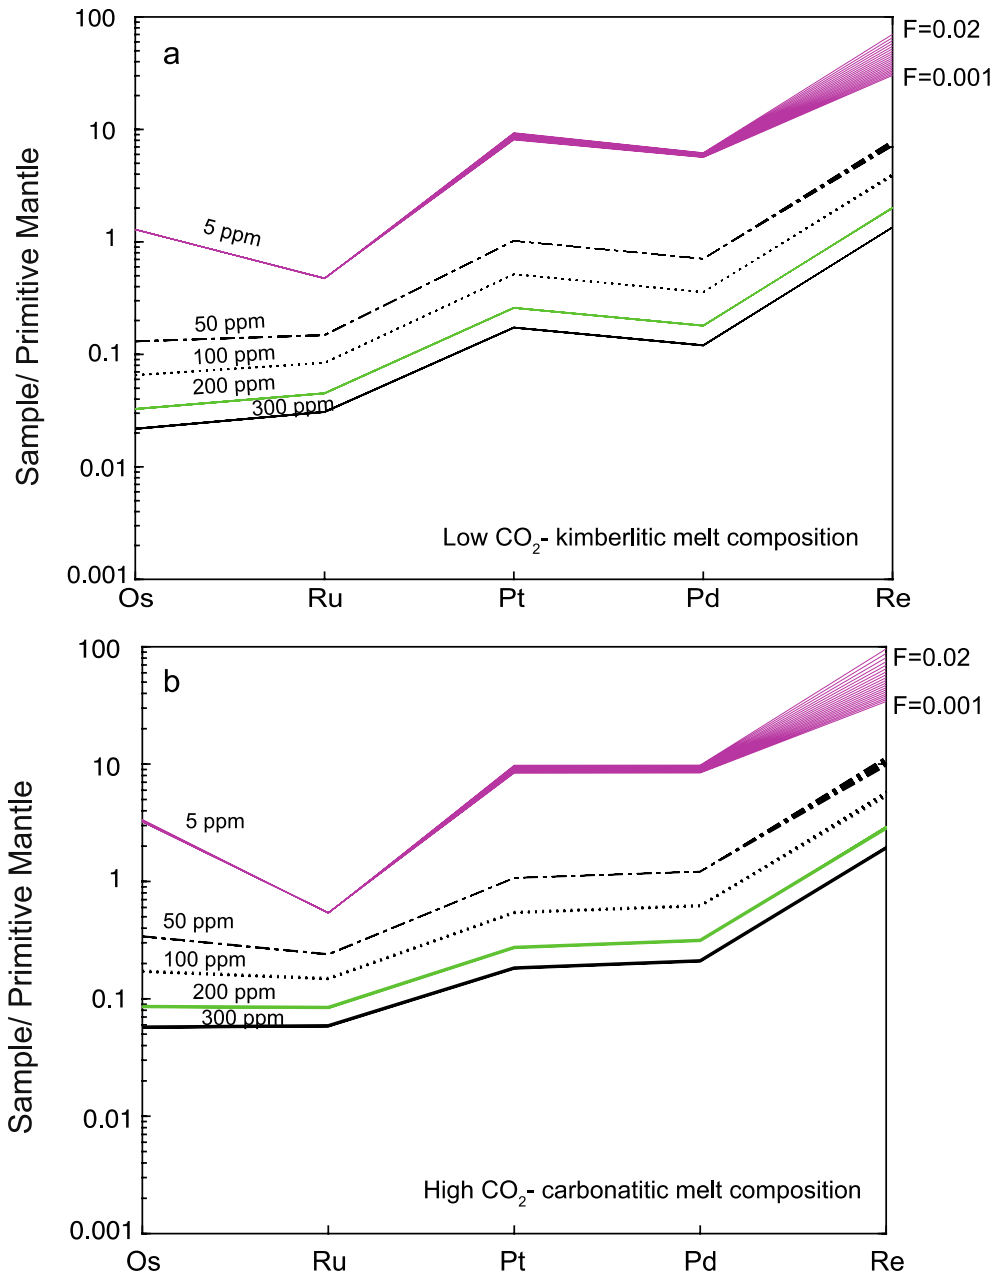 100
a
F=0.02
F=0.001
10
5 ppm
1
50 ppm
100 ppm
0.1
200 ppm
300 ppm
0.01
Low CO₂- kimberlitic melt composition
0.001
Os Ru Pt Pd Re
Sample/ Primitive Mantle
100
b
F=0.02
F=0.001
10
5 ppm
1
50 ppm
100 ppm
200 ppm
0.1
300 ppm
0.01
High CO₂- carbonatitic melt composition
0.001
Os Ru Pt Pd Re
Sample/ Primitive Mantle